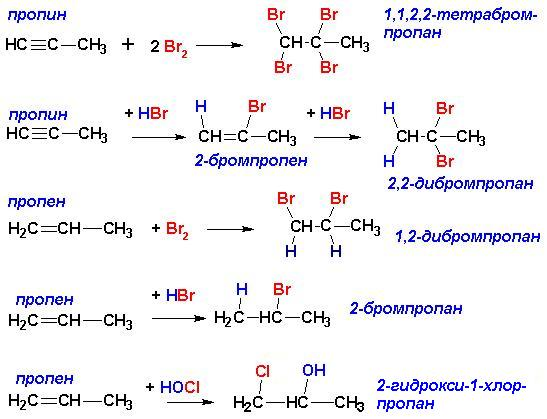 пропин
HC≡C—CH3 + 2 Br2 → Br Br CH-C—CH3 Br Br
1,1,2,2-тетрабром-
пропан
пропин
HC≡C—CH3 + HBr → H Br CH=C CH3 + HBr → H Br CH—C—CH3 H Br
2-бромпропен
2,2-дибромпропан
пропен
H2C=CH—CH3 + Br2 → Br Br CH-C—CH3 H H
1,2-дибромпропан
пропен
H2C=CH—CH3 + HBr → H Br H2C—HC—CH3
2-бромпропан
пропен
H2C=CH—CH3 + HOCl → Cl OH H2C—HC—CH3
2-гидрокси-1-хлор-
пропан